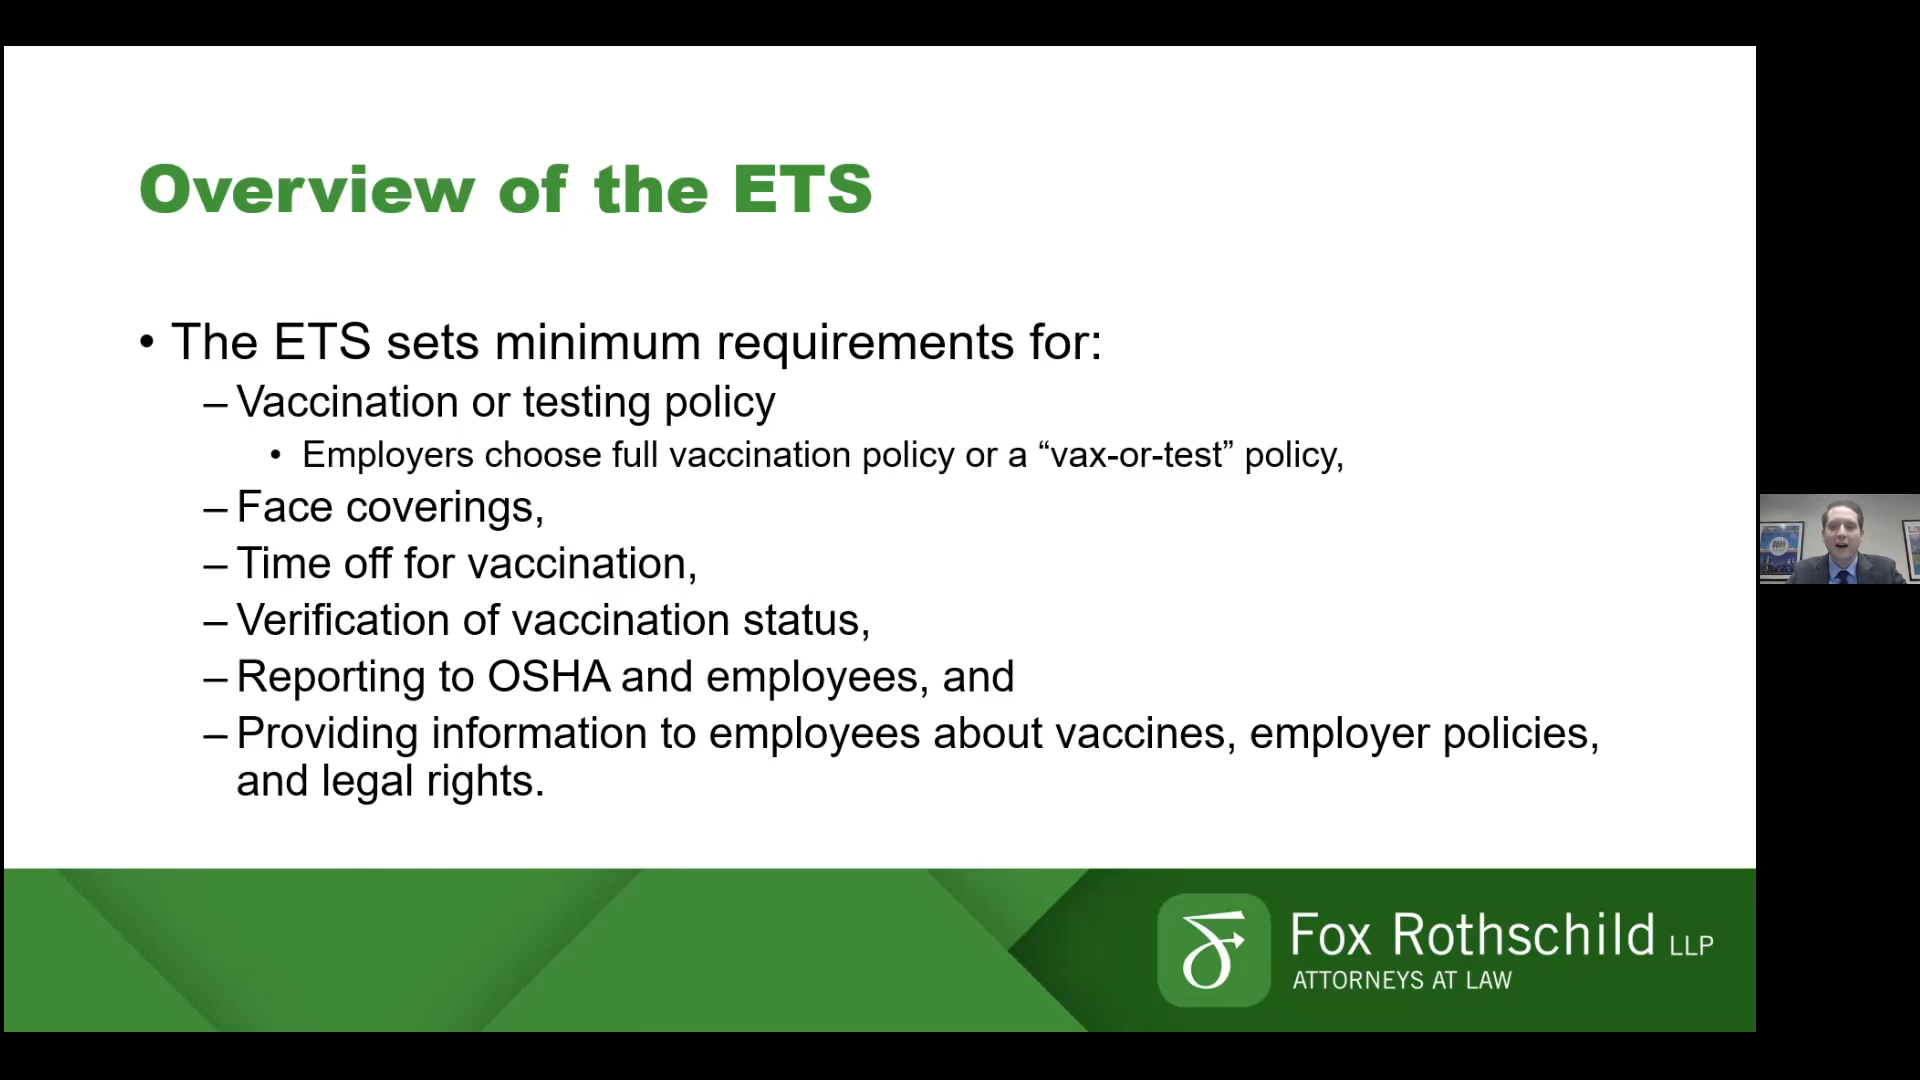 Overview of the ETS
• The ETS sets minimum requirements for:
– Vaccination or testing policy
• Employers choose full vaccination policy or a “vax-or-test” policy,
– Face coverings,
– Time off for vaccination,
– Verification of vaccination status,
– Reporting to OSHA and employees, and
– Providing information to employees about vaccines, employer policies,
and legal rights.
Fox Rothschild LLP
ATTORNEYS AT LAW